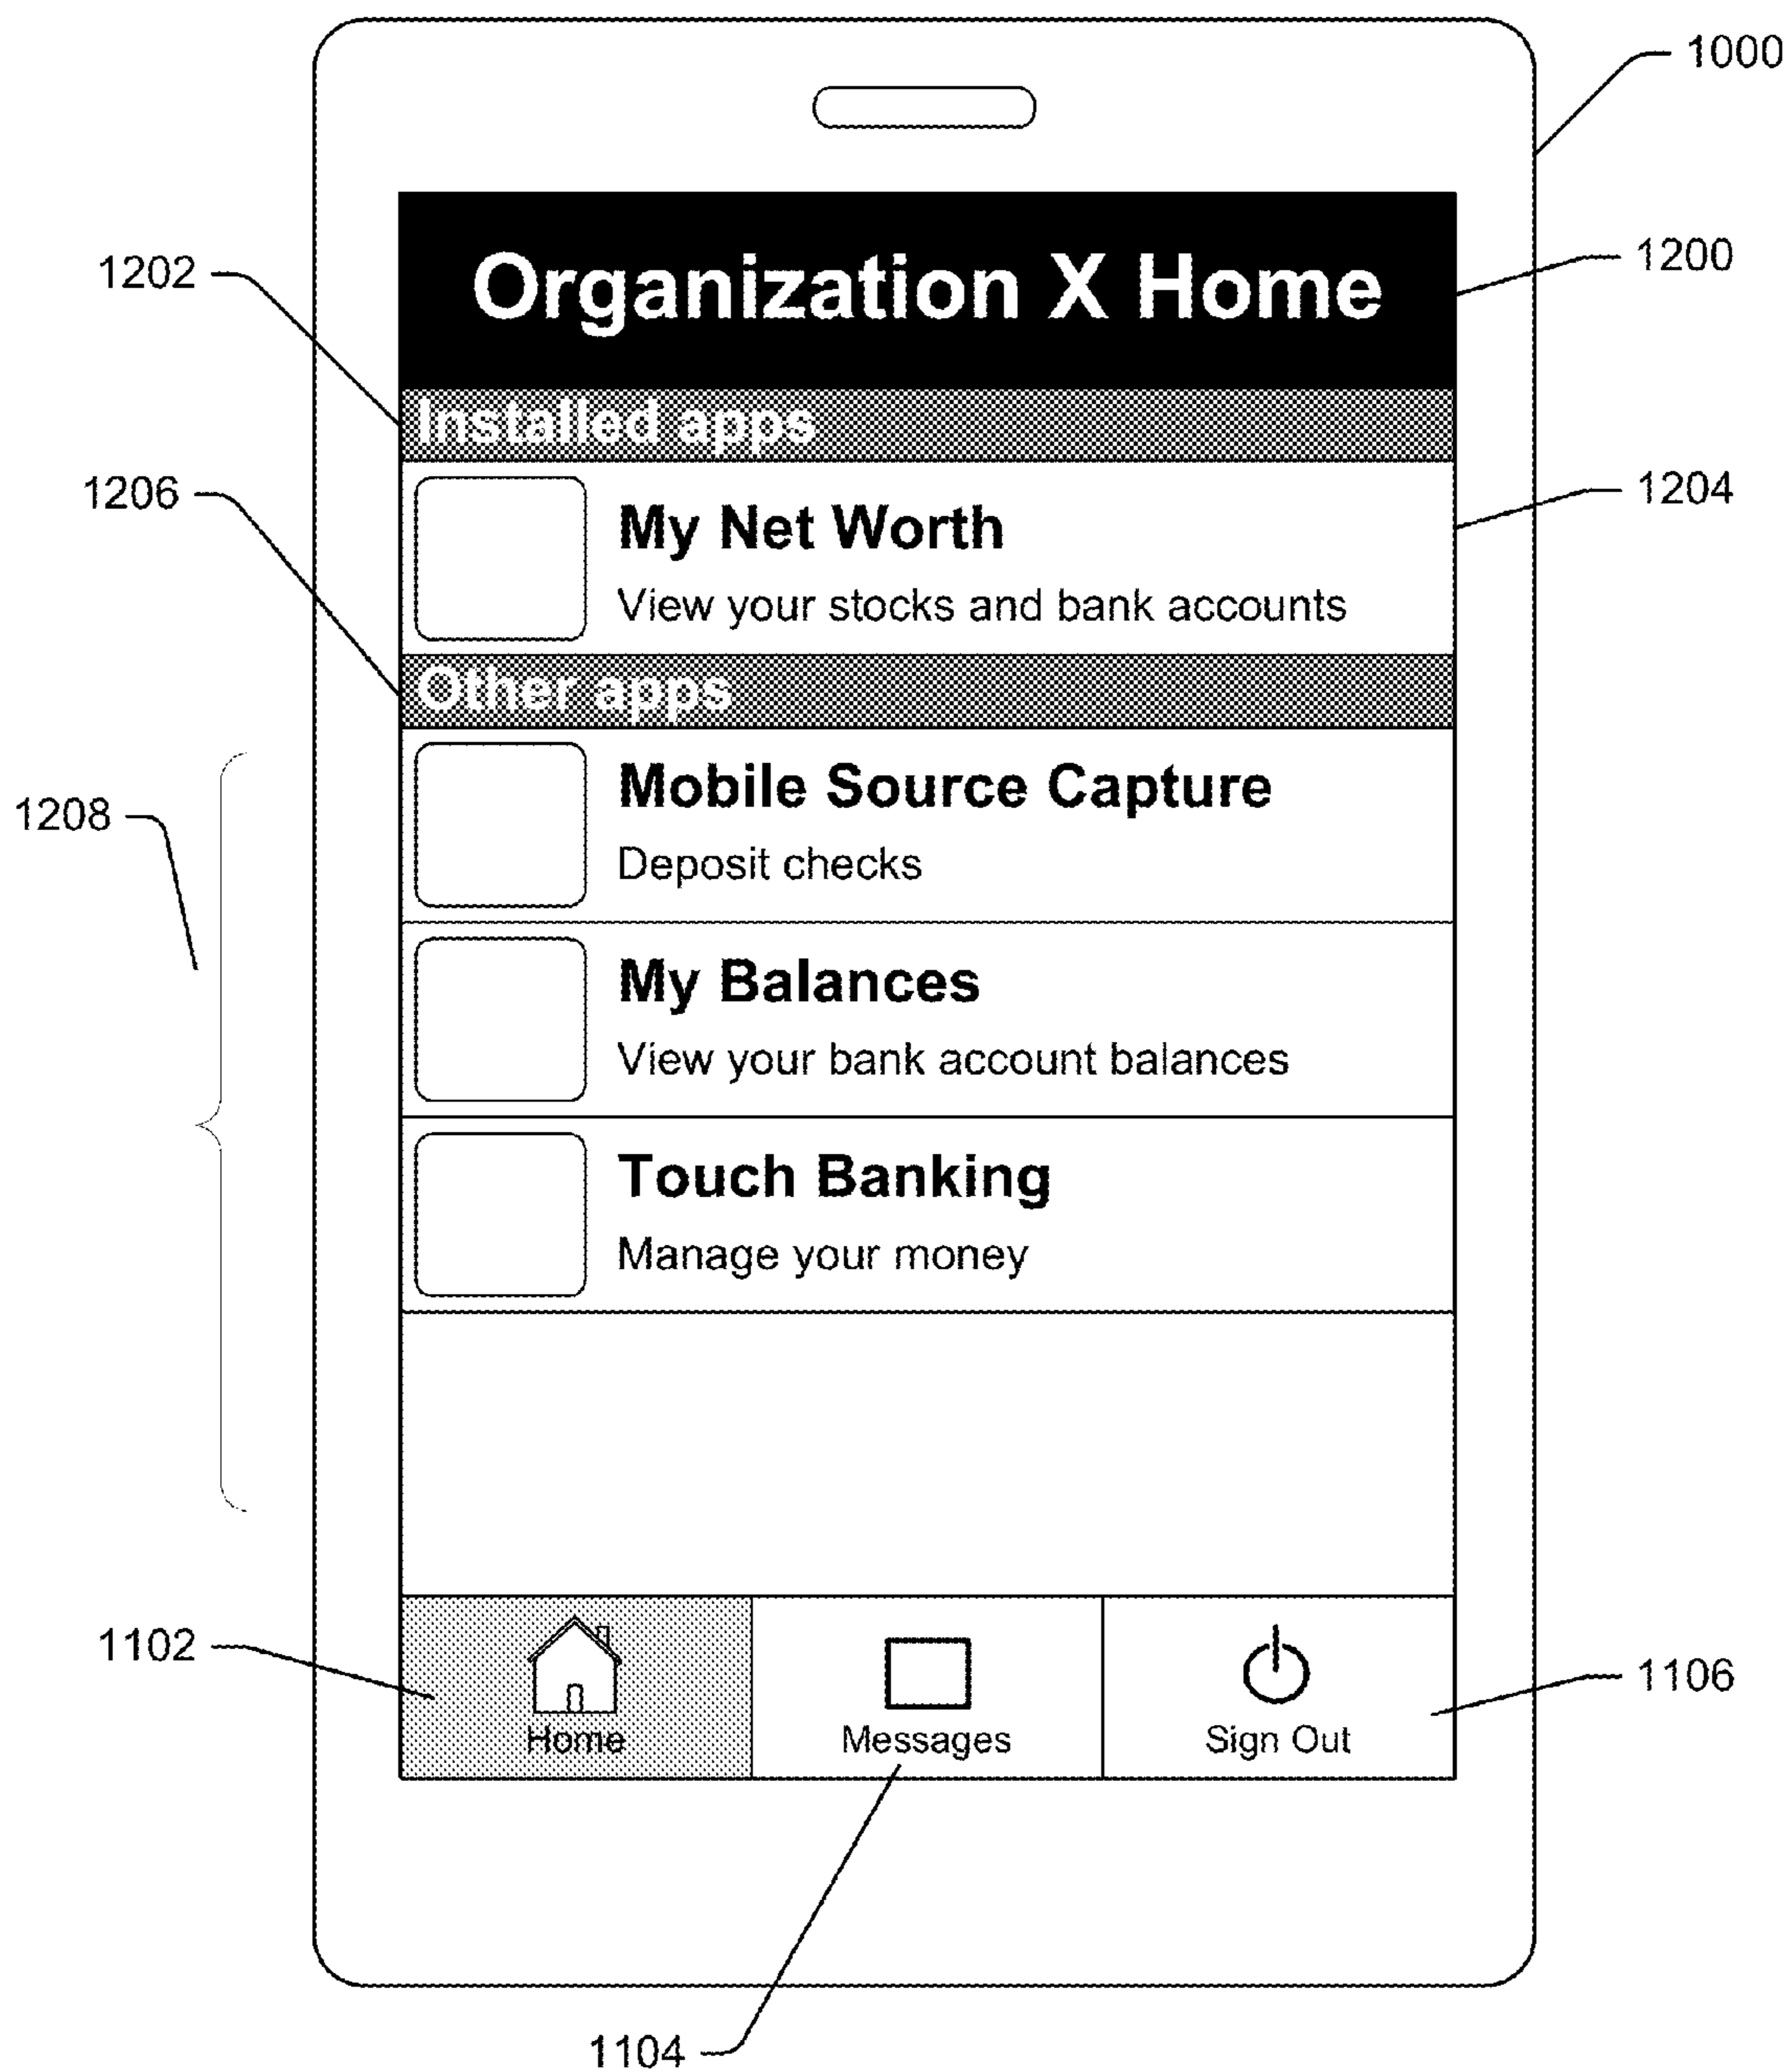 1000
1202
Organization X Home
1200
Installed apps
1206
My Net Worth
1204
View your stocks and bank accounts
Other apps
1208
Mobile Source Capture
Deposit checks
My Balances
View your bank account balances
Touch Banking
Manage your money
1102
1106
Home
Messages
Sign Out
1104